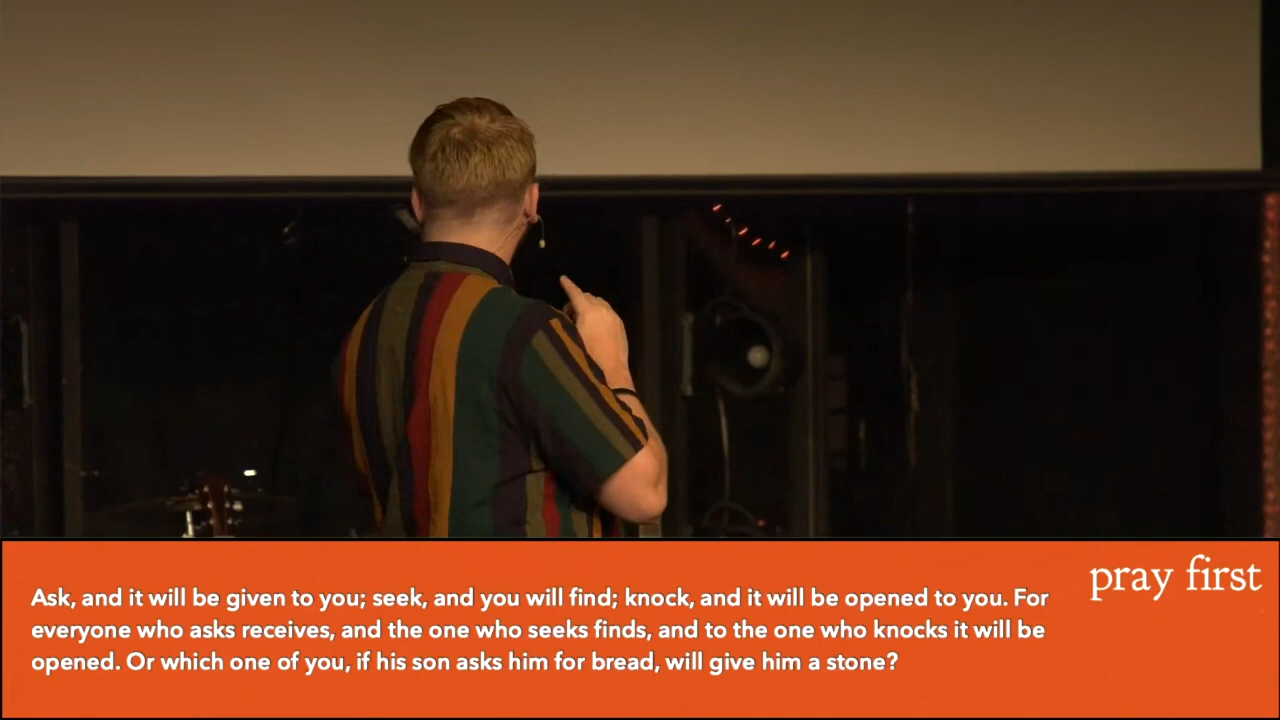 pray first
Ask, and it will be given to you; seek, and you will find; knock, and it will be opened to you. For
everyone who asks receives, and the one who seeks finds, and to the one who knocks it will be
opened. Or which one of you, if his son asks him for bread, will give him a stone?